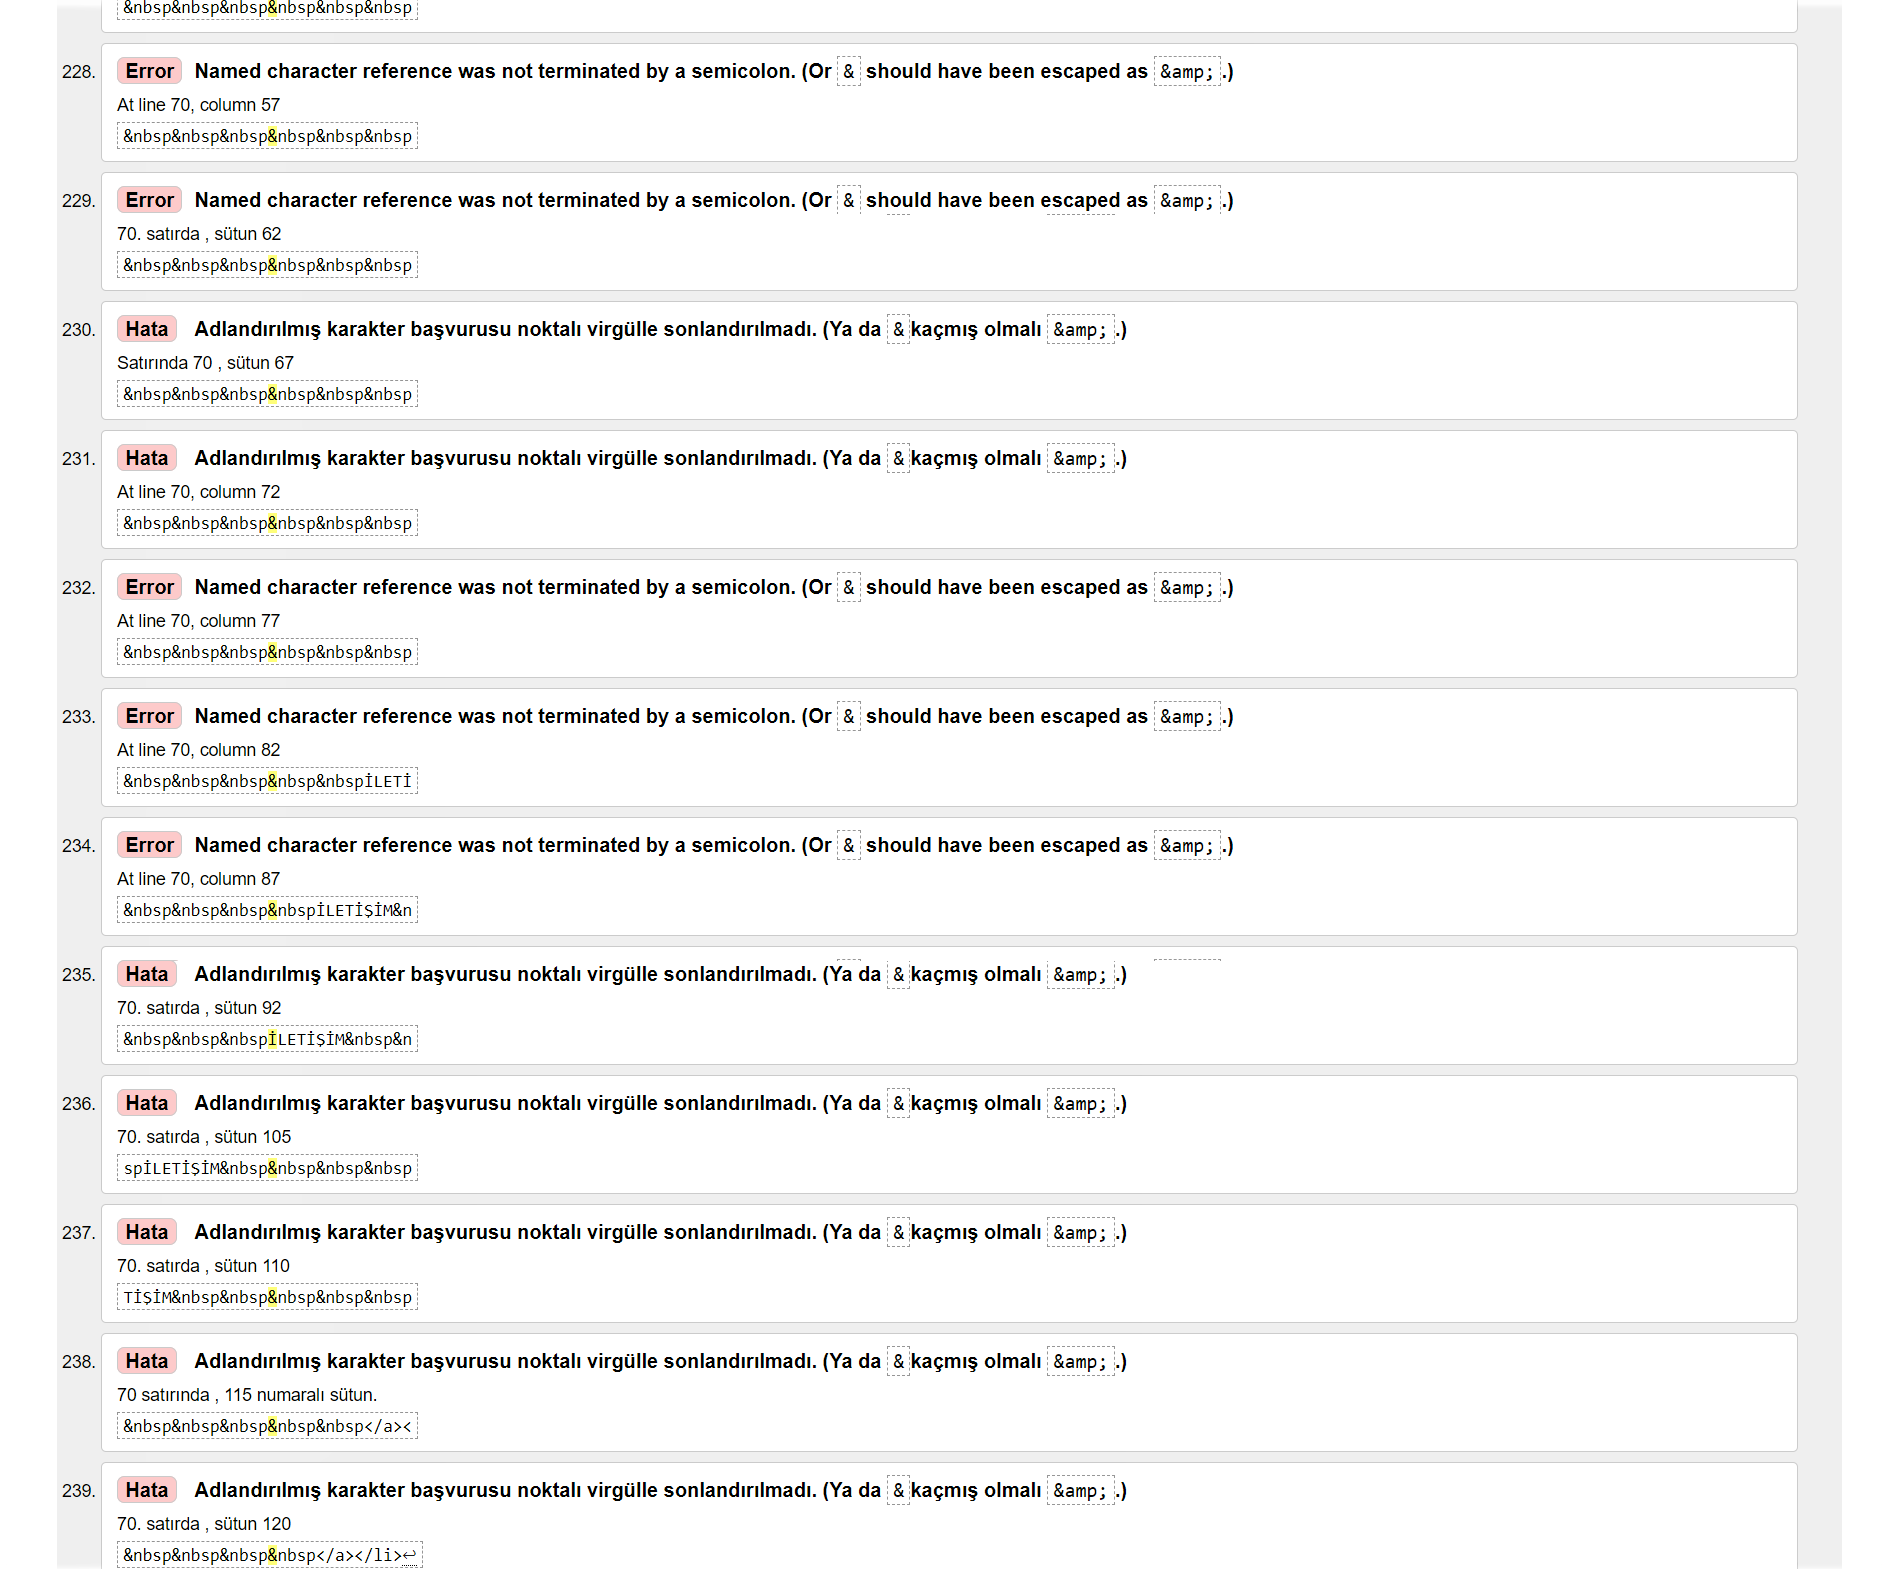 &nbsp&nbsp&nbsp&nbsp&nbsp&nbsp
228. Error Named character reference was not terminated by a semicolon. (Or & should have been escaped as &amp; .)
At line 70, column 57
&nbsp&nbsp&nbsp&nbsp&nbsp&nbsp
229. Error Named character reference was not terminated by a semicolon. (Or & should have been escaped as &amp; .)
70. satırda , sütun 62
&nbsp&nbsp&nbsp&nbsp&nbsp&nbsp
230. Hata Adlandırılmış karakter başvurusu noktalı virgülle sonlandırılmadı. (Ya da & kaçmış olmalı &amp; .)
Satırında 70 , sütun 67
&nbsp&nbsp&nbsp&nbsp&nbsp&nbsp
231. Hata Adlandırılmış karakter başvurusu noktalı virgülle sonlandırılmadı. (Ya da & kaçmış olmalı &amp; .)
At line 70, column 72
&nbsp&nbsp&nbsp&nbsp&nbsp&nbsp
232. Error Named character reference was not terminated by a semicolon. (Or & should have been escaped as &amp; .)
At line 70, column 77
&nbsp&nbsp&nbsp&nbsp&nbsp&nbsp
233. Error Named character reference was not terminated by a semicolon. (Or & should have been escaped as &amp; .)
At line 70, column 82
&nbsp&nbsp&nbsp&nbsp&nbspİLETİ
234. Error Named character reference was not terminated by a semicolon. (Or & should have been escaped as &amp; .)
At line 70, column 87
&nbsp&nbsp&nbsp&nbspİLETİŞİM&n
235. Hata Adlandırılmış karakter başvurusu noktalı virgülle sonlandırılmadı. (Ya da & kaçmış olmalı &amp; .)
70. satırda , sütun 92
&nbsp&nbsp&nbspİLETİŞİM&nbsp&n
236. Hata Adlandırılmış karakter başvurusu noktalı virgülle sonlandırılmadı. (Ya da & kaçmış olmalı &amp; .)
70. satırda , sütun 105
spİLETİŞİM&nbsp&nbsp&nbsp&nbsp
237. Hata Adlandırılmış karakter başvurusu noktalı virgülle sonlandırılmadı. (Ya da & kaçmış olmalı &amp; .)
70. satırda , sütun 110
TİŞİM&nbsp&nbsp&nbsp&nbsp&nbsp
238. Hata Adlandırılmış karakter başvurusu noktalı virgülle sonlandırılmadı. (Ya da & kaçmış olmalı &amp; .)
70 satırında , 115 numaralı sütun.
&nbsp&nbsp&nbsp&nbsp&nbsp</a><
239. Hata Adlandırılmış karakter başvurusu noktalı virgülle sonlandırılmadı. (Ya da & kaçmış olmalı &amp; .)
70. satırda , sütun 120
&nbsp&nbsp&nbsp&nbsp</a></li>↩